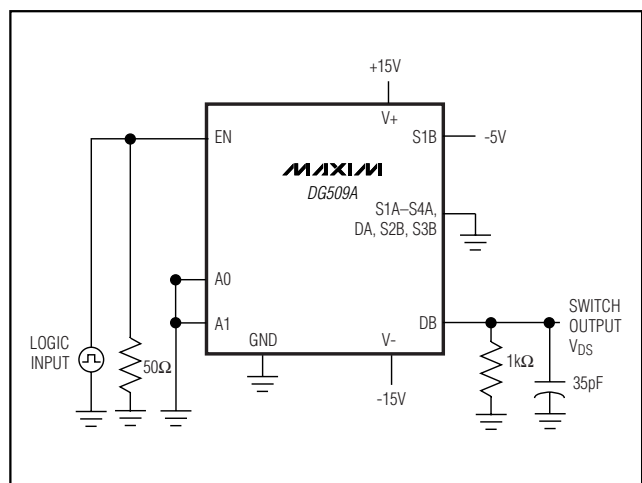 +15V
V+
EN
S1B
-5V
MAXIM
DG509A
S1A–S4A,
DA, S2B, S3B
A0
A1
GND
V-
DB
SWITCH
OUTPUT
VDS
LOGIC
INPUT
50Ω
1kΩ
35pF
-15V